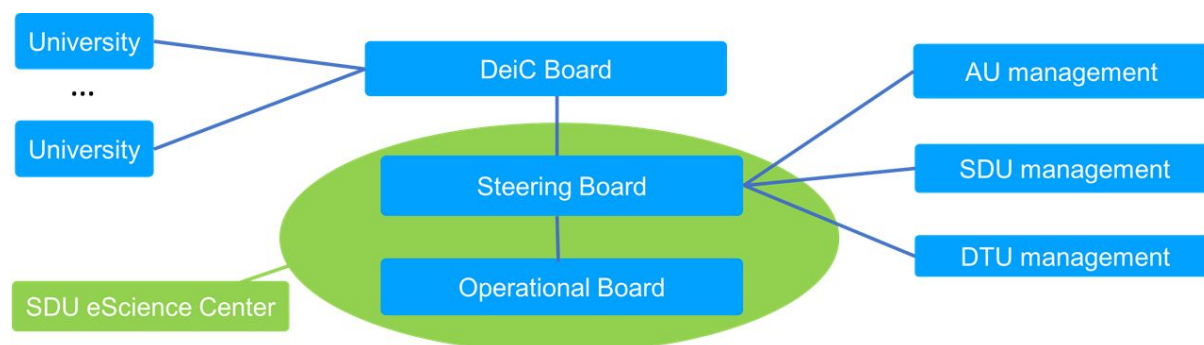 University
...
University
DeiC Board
Steering Board
Operational Board
AU management
SDU management
DTU management
SDU eScience Center